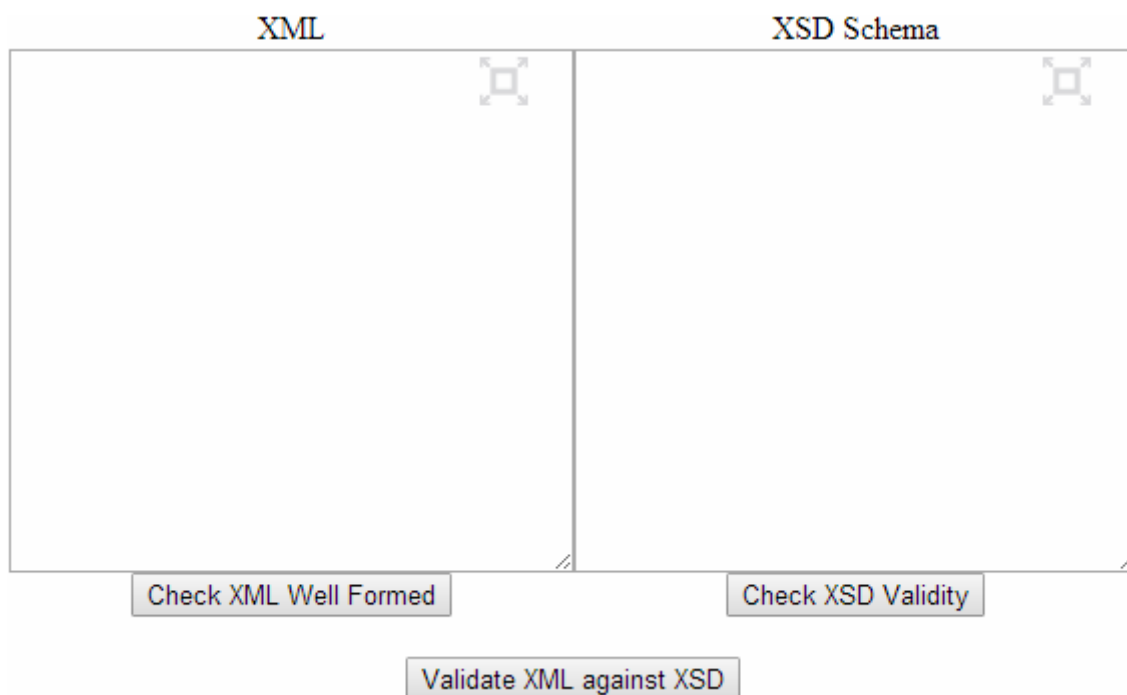 XML
XSD Schema
Check XML Well Formed
Check XSD Validity
Validate XML against XSD